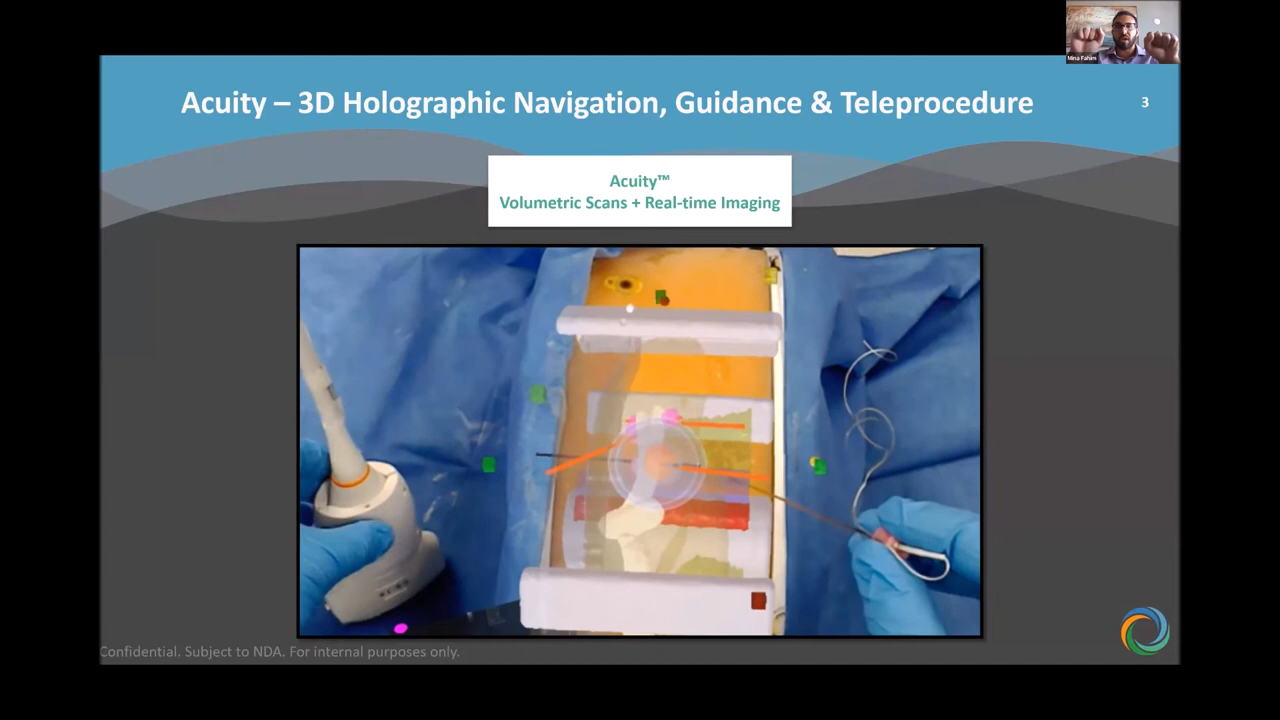 Mina Fahim
Acuity – 3D Holographic Navigation, Guidance & Teleprocedure
3
Acuity™
Volumetric Scans + Real-time Imaging
Confidential. Subject to NDA. For internal purposes only.